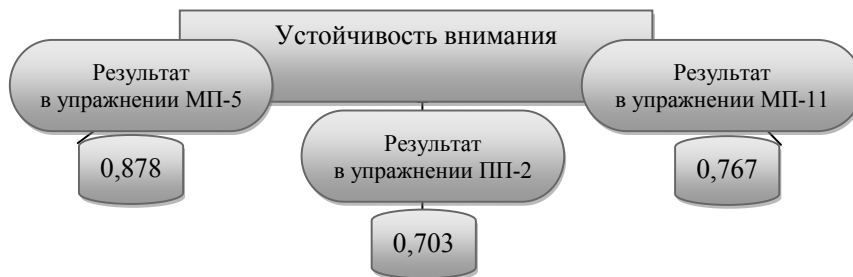 Устойчивость внимания
Результат
в упражнении МП-5
0,878
Результат
в упражнении ПП-2
0,703
Результат
в упражнении МП-11
0,767